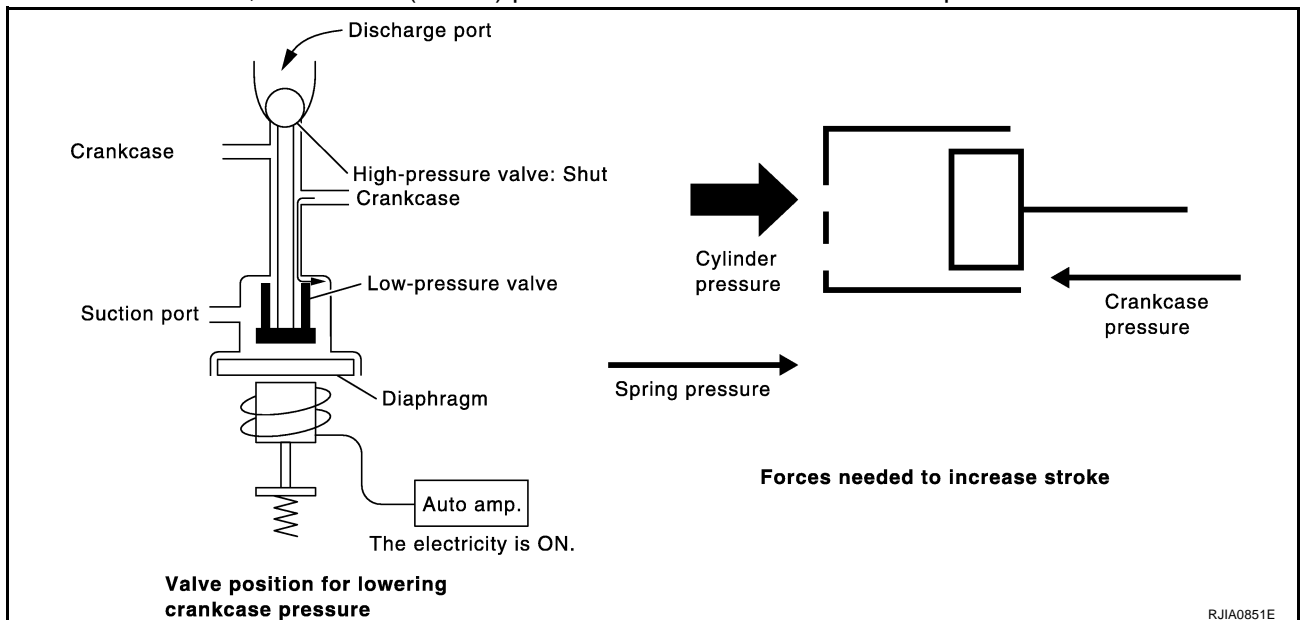 Discharge port
Crankcase
High-pressure valve: Shut
Crankcase
Low-pressure valve
Suction port
Diaphragm
Auto amp.
The electricity is ON.
Valve position for lowering
crankcase pressure
Cylinder
pressure
Crankcase
pressure
Spring pressure
Forces needed to increase stroke
RJIA0851E